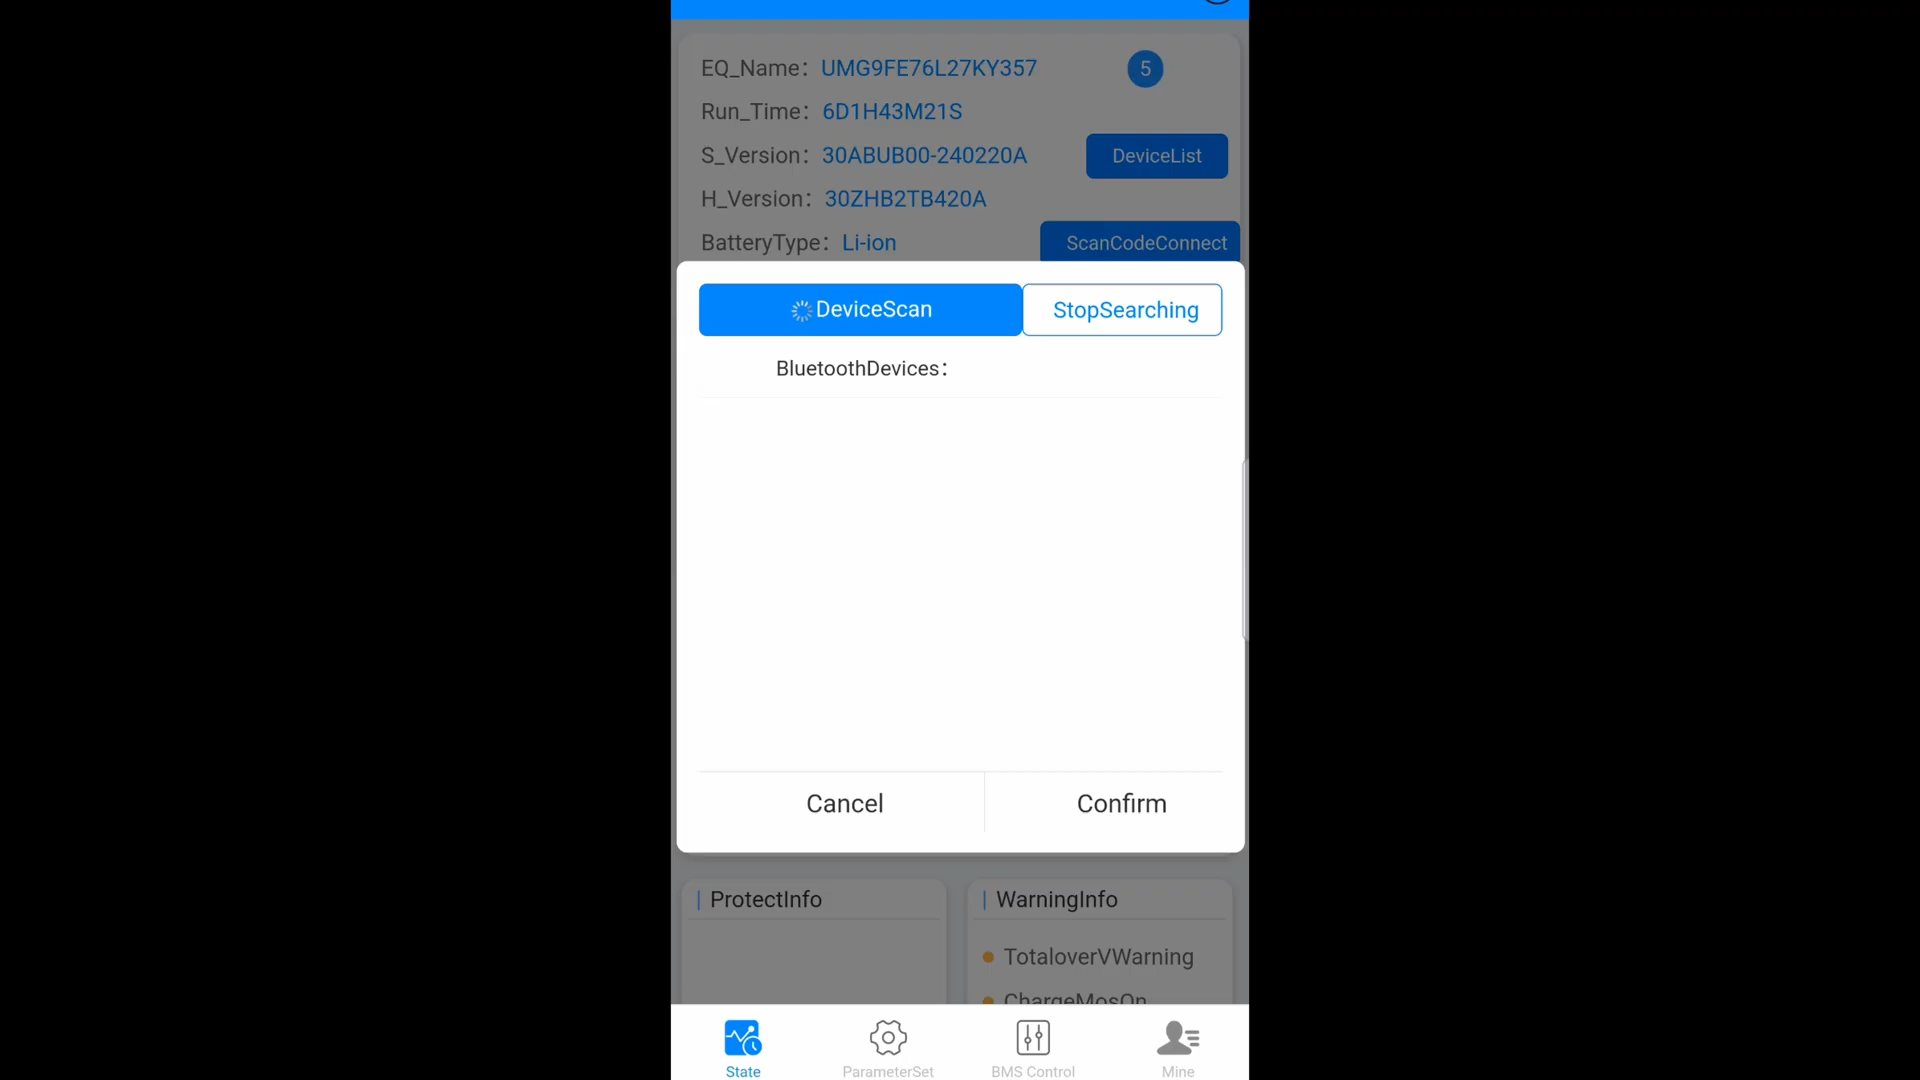 EQ_Name: UMG9FE76L27KY357
5
Run_Time: 6D1H43M21S
S_Version: 30ABUB00-240220A
DeviceList
H_Version: 30ZHB2TB420A
BatteryType: Li-ion
ScanCodeConnect
DeviceScan
StopSearching
BluetoothDevices:
Cancel
Confirm
ProtectInfo
WarningInfo
TotaloverVWarning
ChargeMosOn
State
ParameterSet
BMS Control
Mine